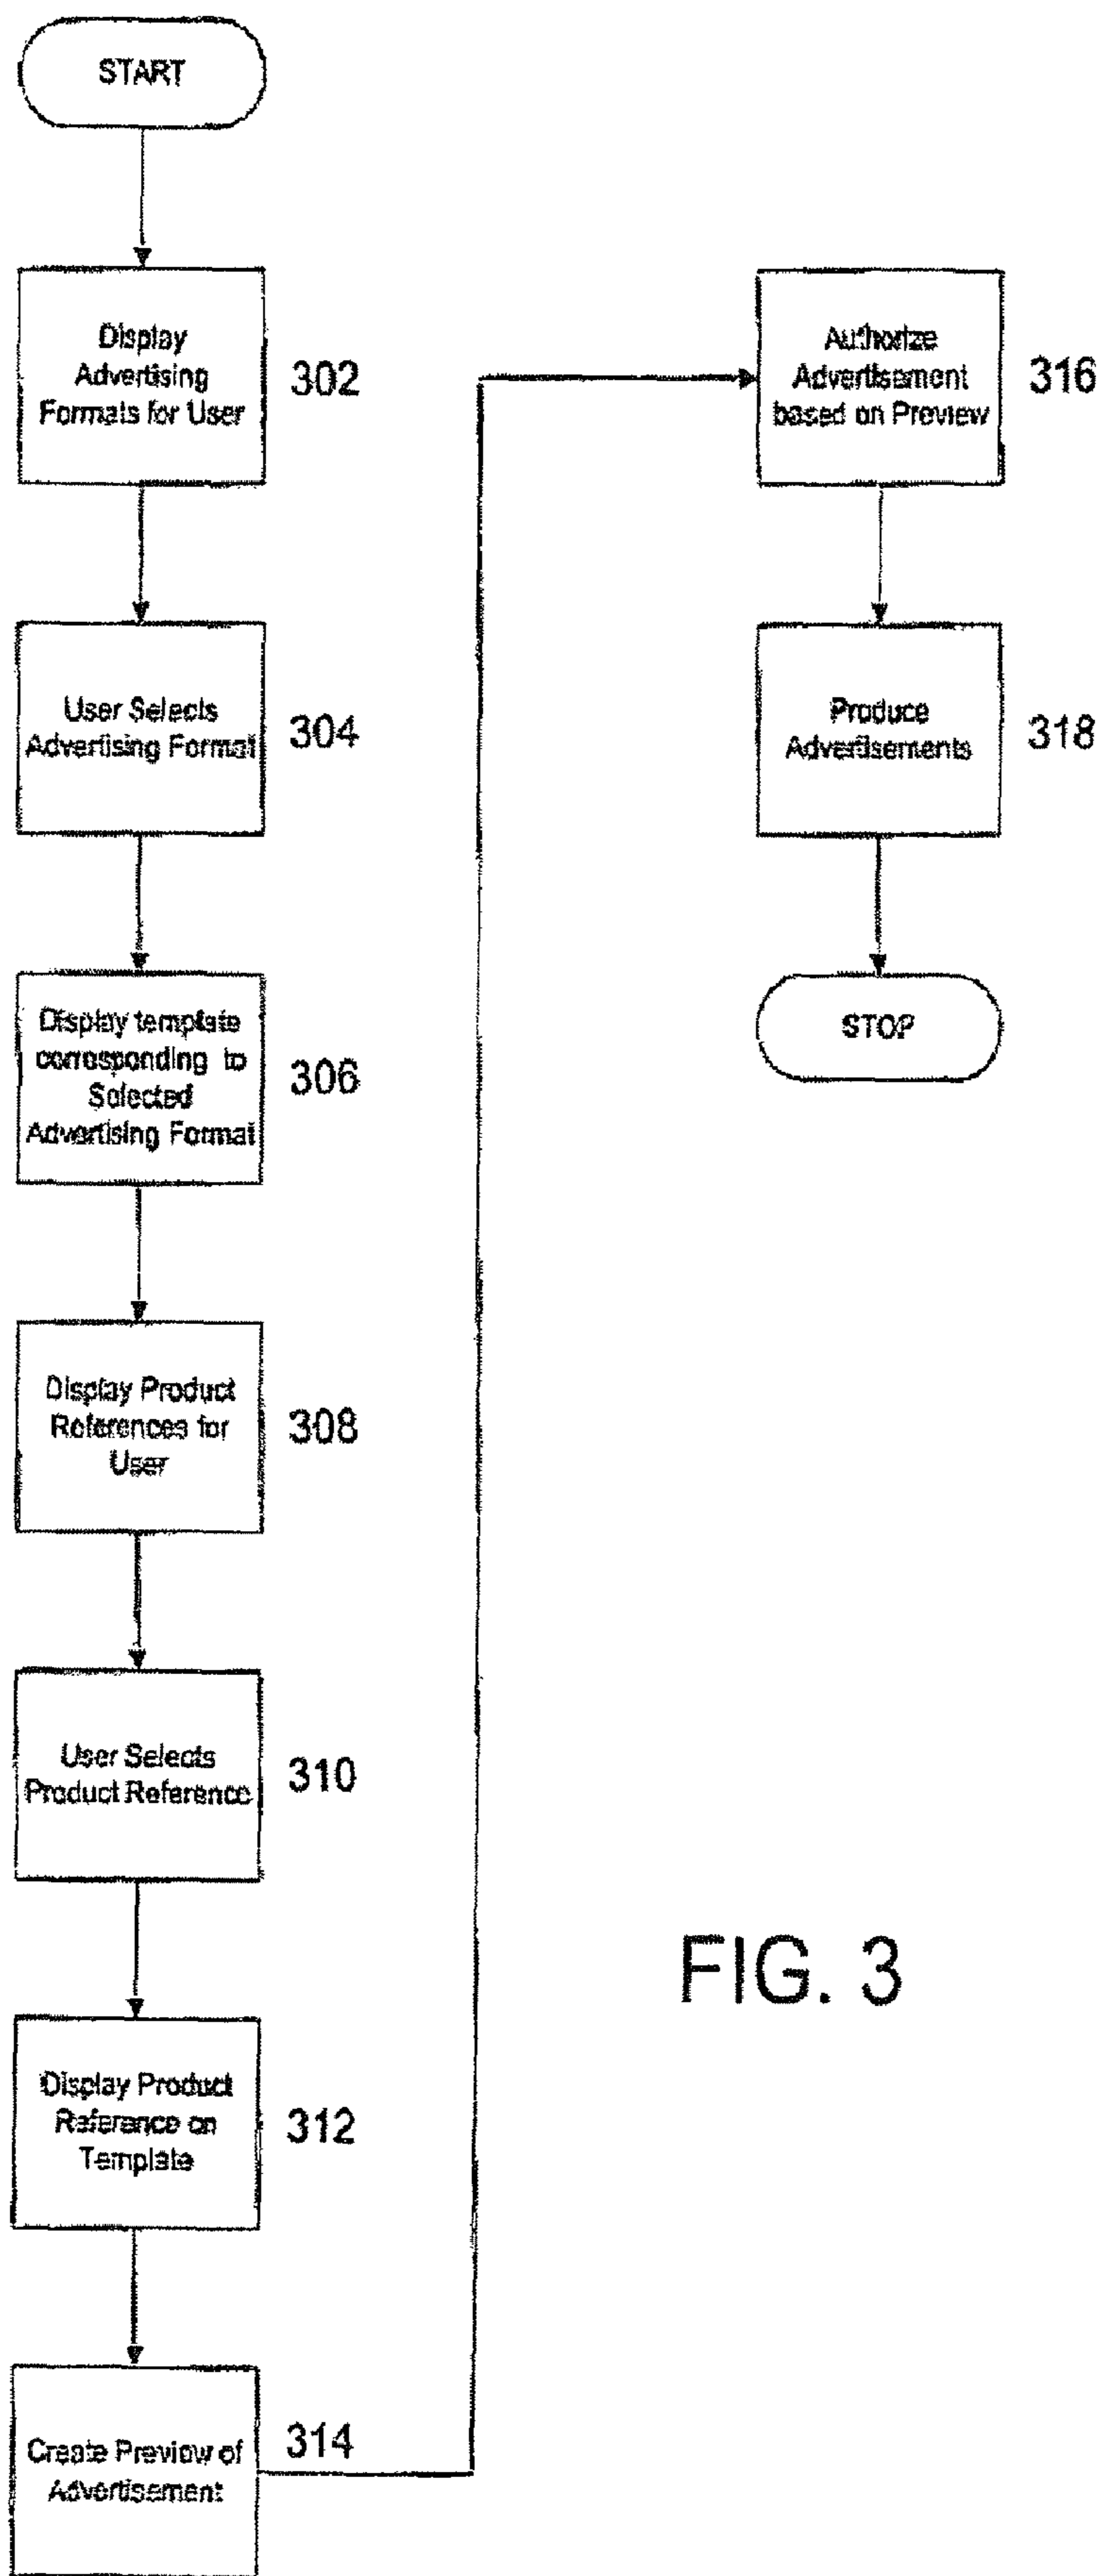 START
Display
Advertising
Formats for User
302
User Selects
Advertising Format
304
Display template
corresponding to
Selected
Advertising Format
306
Display Product
References for
User
308
User Selects
Product Reference
310
Display Product
Reference on
Template
312
Create Preview of
Advertisement
314
Authorize
Advertisement
based on Preview
316
Produce
Advertisements
318
STOP
FIG. 3